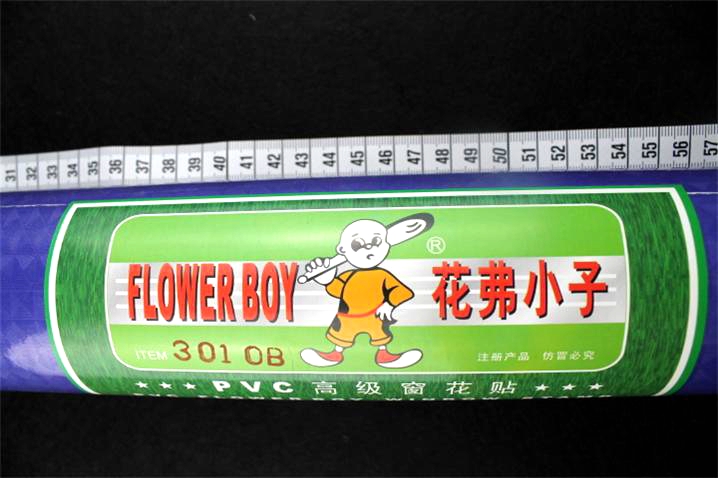 31 32 33 34 35 36 37 38 39 40 41 42 43 44 45 46 47 48 49 50 51 52 53 54 55 56 57
FLOWER BOY 花弗小子 ®
ITEM 3010B 注册产品 仿冒必究
★★★ PVC 高级窗花贴 ★★★